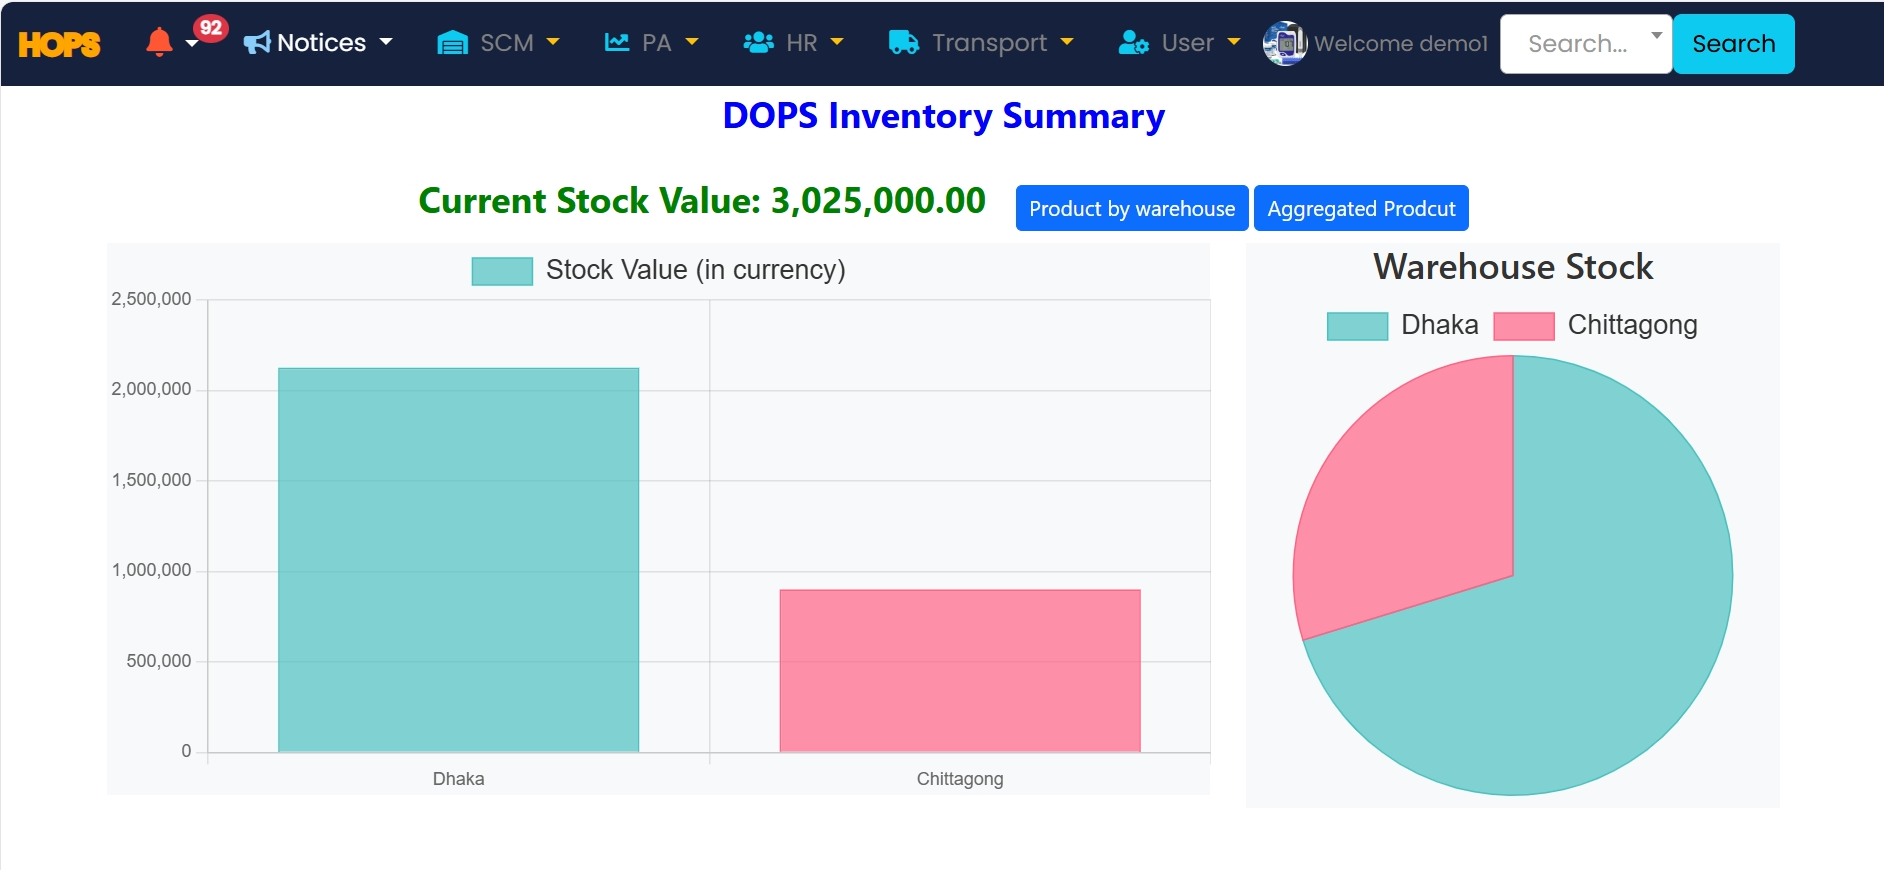 HOPS 92 Notices SCM PA HR Transport User Welcome demo1 Search... Search
DOPS Inventory Summary
Current Stock Value: 3,025,000.00 Product by warehouse Aggregated Prodcut
Stock Value (in currency)
2,500,000
2,000,000
1,500,000
1,000,000
500,000
0
Dhaka Chittagong
Warehouse Stock
Dhaka Chittagong